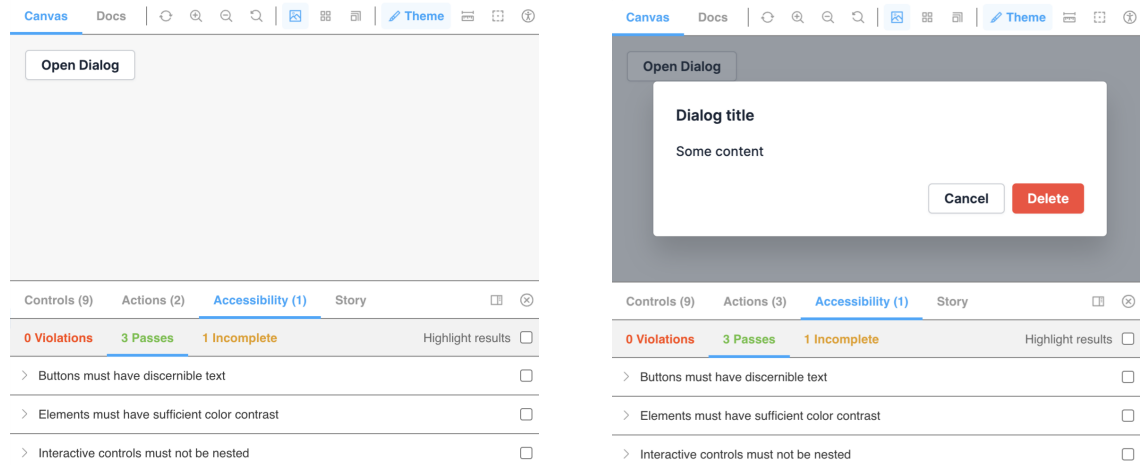 Canvas Docs Theme
Open Dialog
Controls (9) Actions (2) Accessibility (1) Story
0 Violations 3 Passes 1 Incomplete Highlight results
Buttons must have discernible text
Elements must have sufficient color contrast
Interactive controls must not be nested
Canvas Docs Theme
Open Dialog
Dialog title
Some content
Cancel Delete
Controls (9) Actions (3) Accessibility (1) Story
0 Violations 3 Passes 1 Incomplete Highlight results
Buttons must have discernible text
Elements must have sufficient color contrast
Interactive controls must not be nested